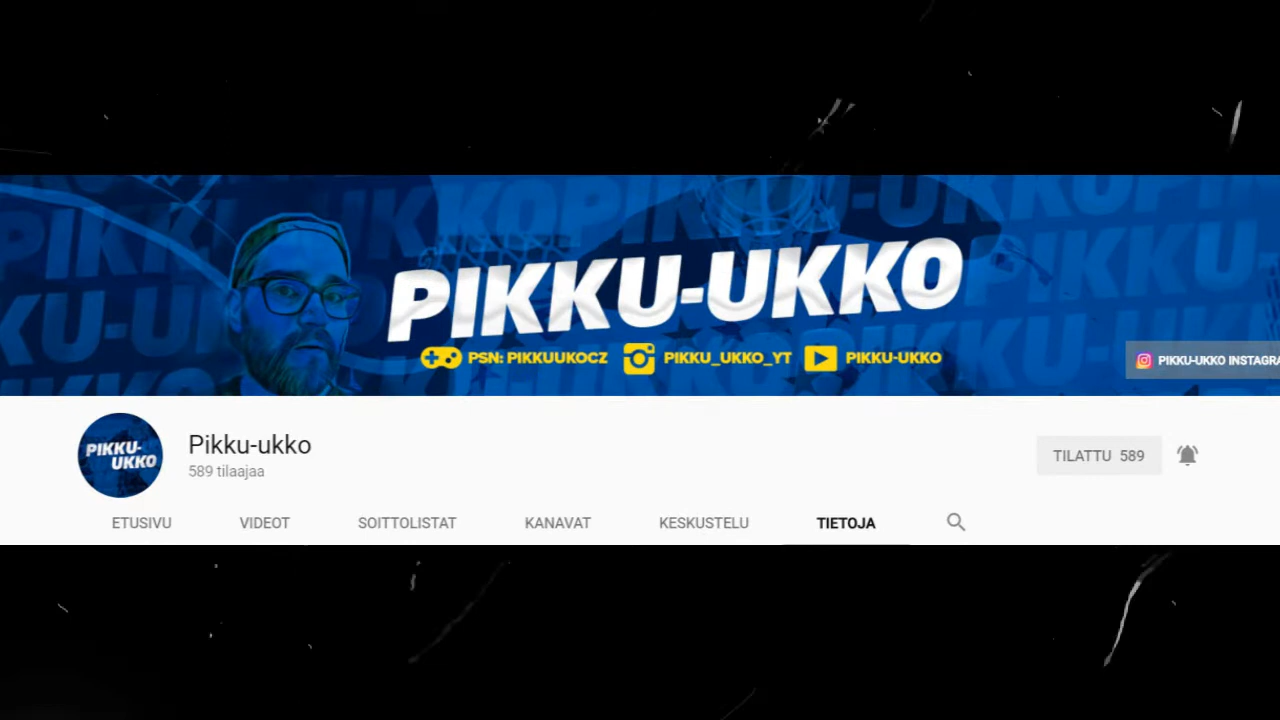 PIKKU-UKKO
PSN: PIKKUUKOCZ PIKKU_UKKO_YT PIKKU-UKKO
PIKKU-UKKO INSTAGRA
PIKKU-
UKKO
Pikku-ukko
589 tilaajaa
TILATTU 589
ETUSIVU VIDEOT SOITTOLISTAT KANAVAT KESKUSTELU TIETOJA